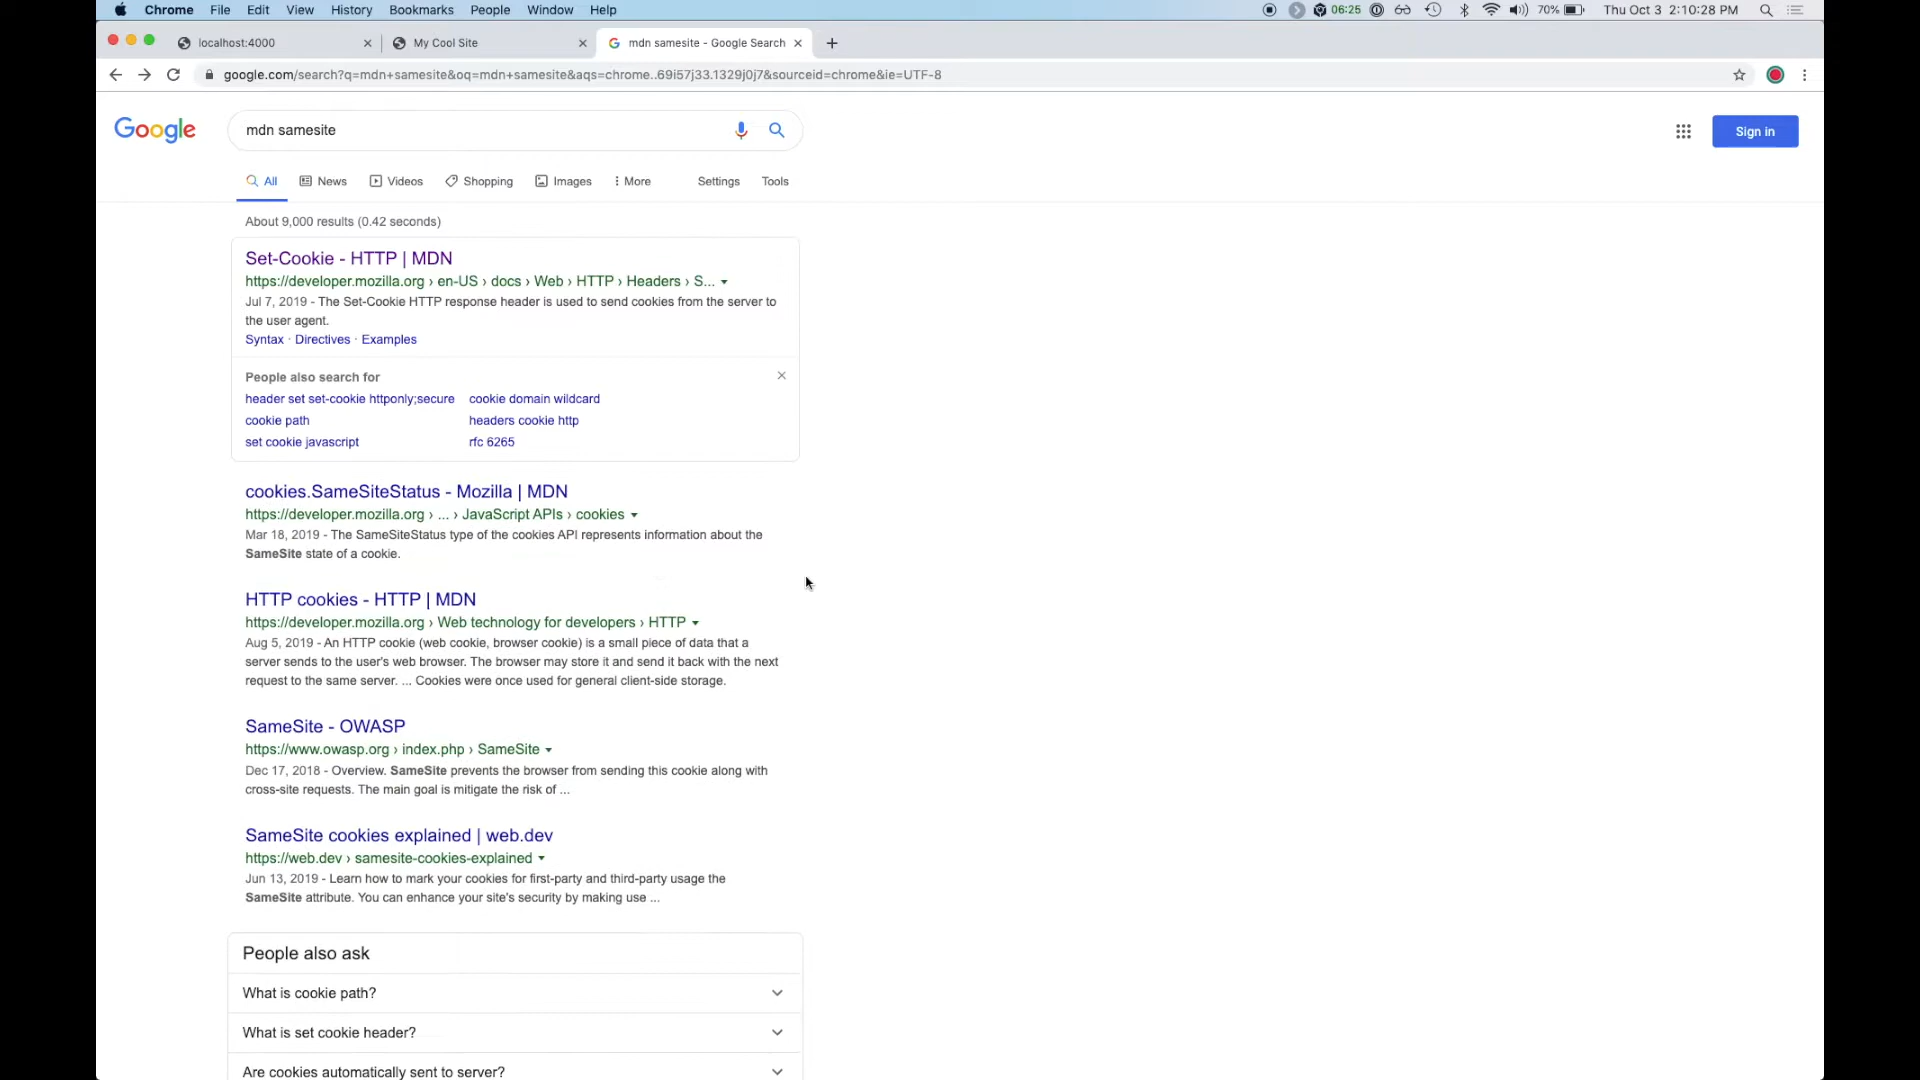 Chrome File Edit View History Bookmarks People Window Help 06:25 70% Thu Oct 3 2:10:28 PM
localhost:4000 My Cool Site mdn samesite - Google Search
google.com/search?q=mdn+samesite&oq=mdn+samesite&aqs=chrome..69i57j33.1329j0j7&sourceid=chrome&ie=UTF-8
Google mdn samesite Sign in
All News Videos Shopping Images More Settings Tools
About 9,000 results (0.42 seconds)
Set-Cookie - HTTP | MDN
https://developer.mozilla.org › en-US › docs › Web › HTTP › Headers › S...
Jul 7, 2019 - The Set-Cookie HTTP response header is used to send cookies from the server to
the user agent.
Syntax · Directives · Examples
People also search for
header set set-cookie httponly;secure cookie domain wildcard
cookie path headers cookie http
set cookie javascript rfc 6265
cookies.SameSiteStatus - Mozilla | MDN
https://developer.mozilla.org › ... › JavaScript APIs › cookies
Mar 18, 2019 - The SameSiteStatus type of the cookies API represents information about the
SameSite state of a cookie.
HTTP cookies - HTTP | MDN
https://developer.mozilla.org › Web technology for developers › HTTP
Aug 5, 2019 - An HTTP cookie (web cookie, browser cookie) is a small piece of data that a
server sends to the user's web browser. The browser may store it and send it back with the next
request to the same server. ... Cookies were once used for general client-side storage.
SameSite - OWASP
https://www.owasp.org › index.php › SameSite
Dec 17, 2018 - Overview. SameSite prevents the browser from sending this cookie along with
cross-site requests. The main goal is mitigate the risk of ...
SameSite cookies explained | web.dev
https://web.dev › samesite-cookies-explained
Jun 13, 2019 - Learn how to mark your cookies for first-party and third-party usage the
SameSite attribute. You can enhance your site's security by making use ...
People also ask
What is cookie path?
What is set cookie header?
Are cookies automatically sent to server?